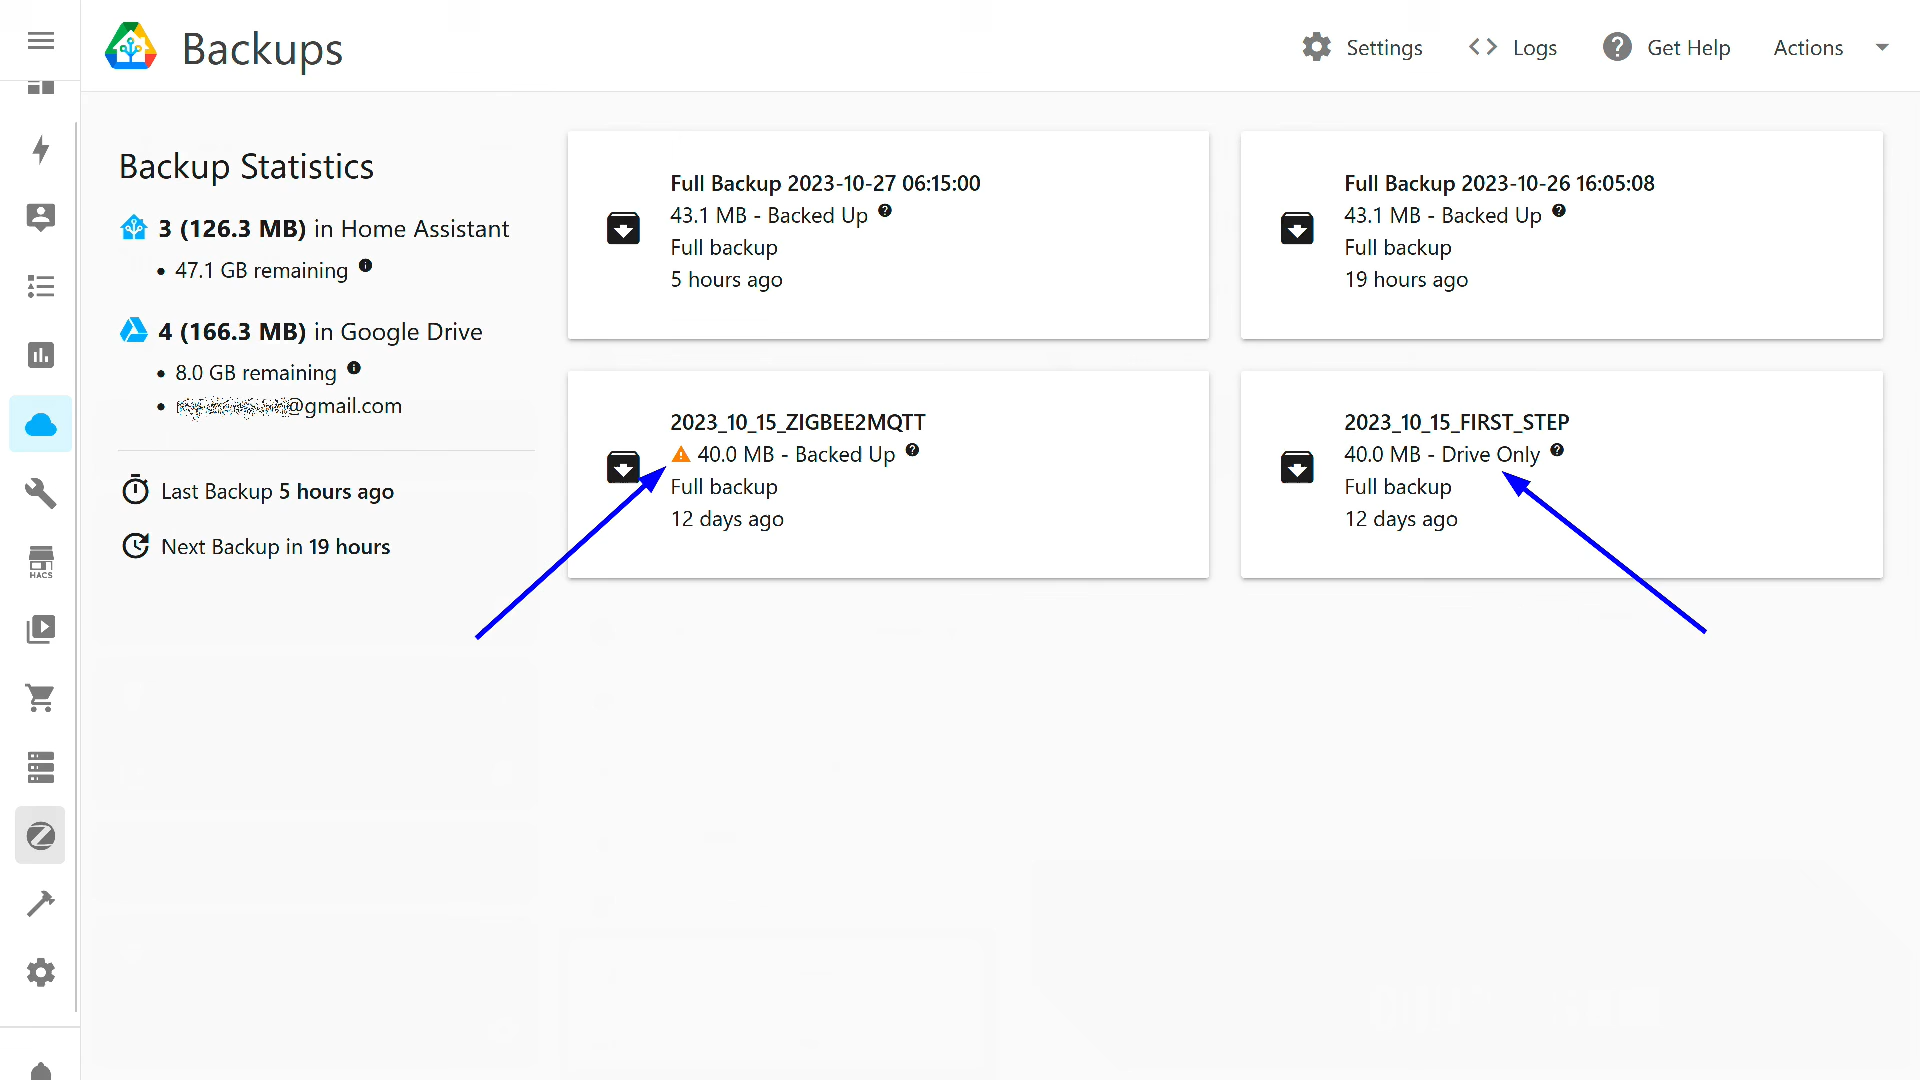 Backups
Settings
Logs
Get Help
Actions
Backup Statistics
3 (126.3 MB) in Home Assistant
47.1 GB remaining
4 (166.3 MB) in Google Drive
8.0 GB remaining
@gmail.com
Last Backup 5 hours ago
Next Backup in 19 hours
Full Backup 2023-10-27 06:15:00
43.1 MB - Backed Up
Full backup
5 hours ago
Full Backup 2023-10-26 16:05:08
43.1 MB - Backed Up
Full backup
19 hours ago
2023_10_15_ZIGBEE2MQTT
40.0 MB - Backed Up
Full backup
12 days ago
2023_10_15_FIRST_STEP
40.0 MB - Drive Only
Full backup
12 days ago
HACS